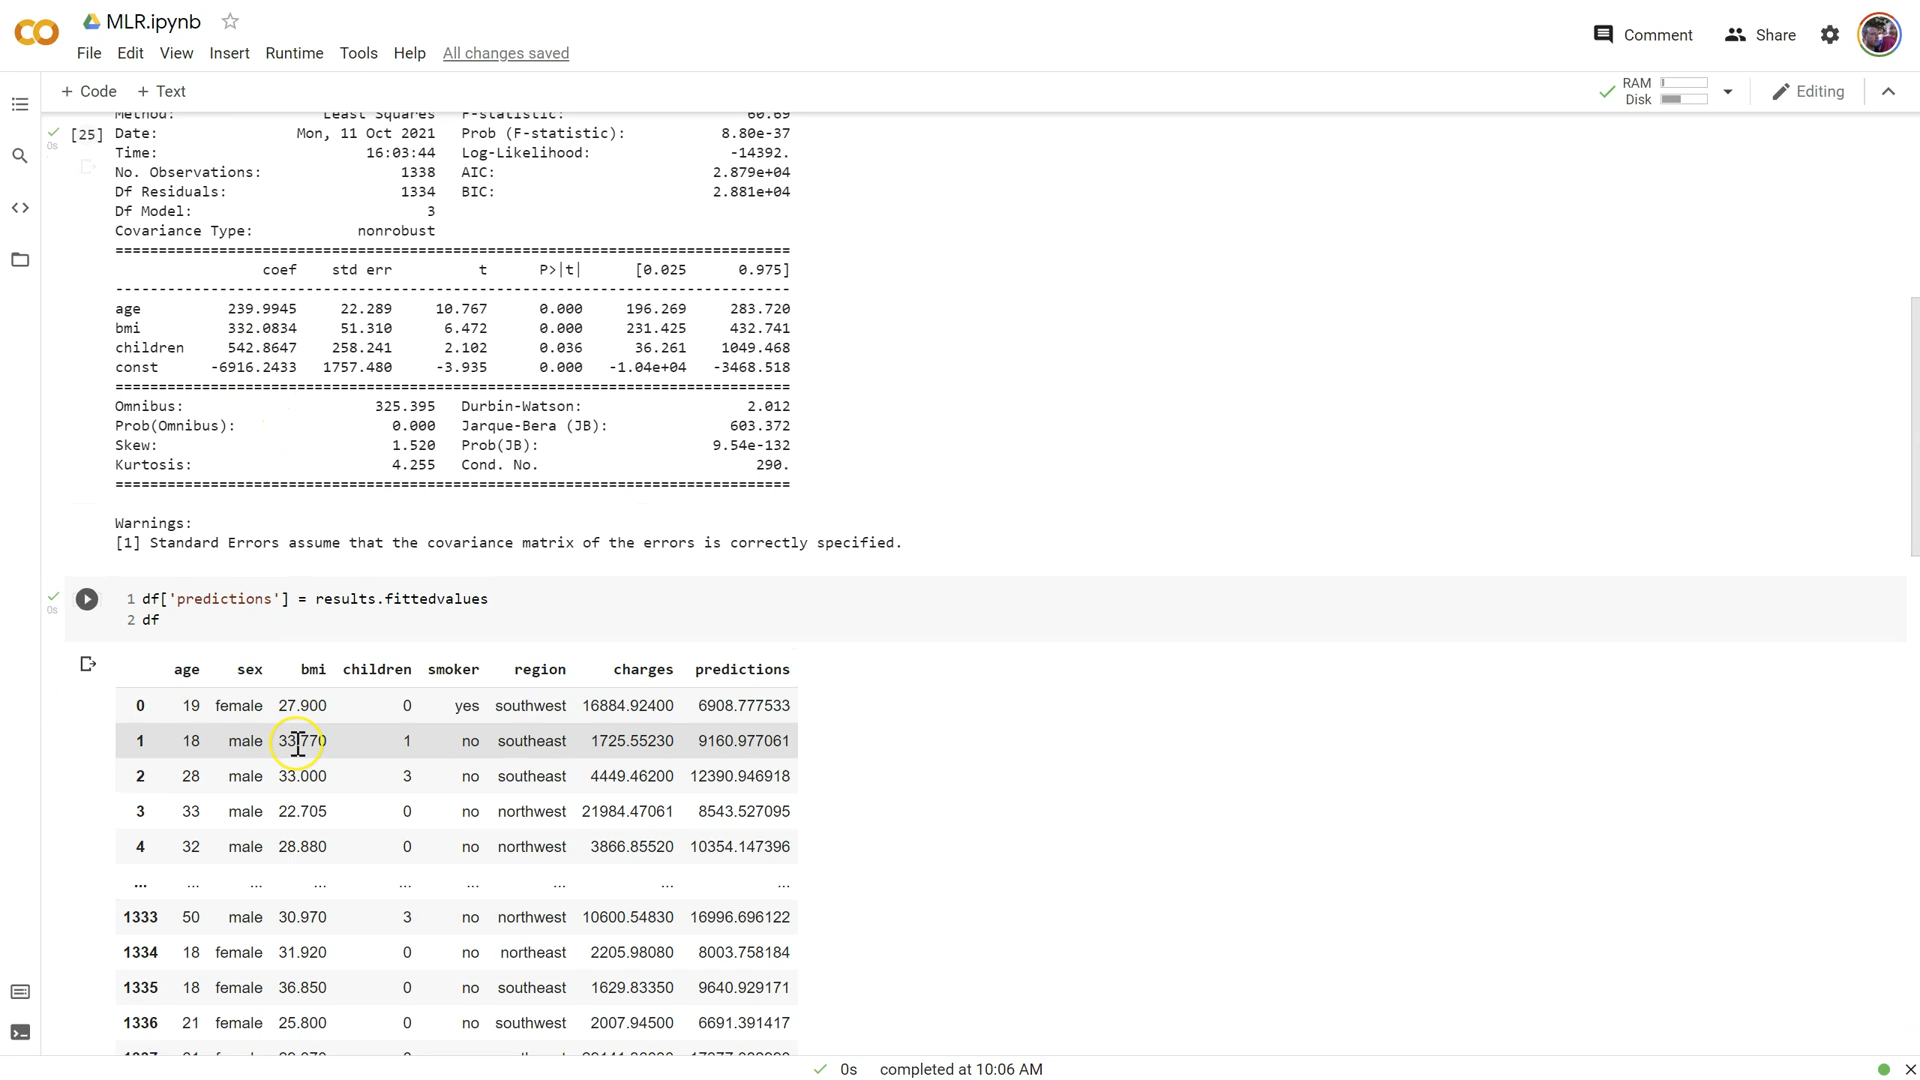 MLR.ipynb
Comment
Share
File Edit View Insert Runtime Tools Help All changes saved
+ Code + Text
RAM
Disk
Editing
Method: Least Squares F-statistic: 60.69
[25] Date: Mon, 11 Oct 2021 Prob (F-statistic): 8.80e-37
0s
Time: 16:03:44 Log-Likelihood: -14392.
No. Observations: 1338 AIC: 2.879e+04
Df Residuals: 1334 BIC: 2.881e+04
Df Model: 3
Covariance Type: nonrobust
==============================================================================
coef std err t P>|t| [0.025 0.975]
------------------------------------------------------------------------------
age 239.9945 22.289 10.767 0.000 196.269 283.720
bmi 332.0834 51.310 6.472 0.000 231.425 432.741
children 542.8647 258.241 2.102 0.036 36.261 1049.468
const -6916.2433 1757.480 -3.935 0.000 -1.04e+04 -3468.518
==============================================================================
Omnibus: 325.395 Durbin-Watson: 2.012
Prob(Omnibus): 0.000 Jarque-Bera (JB): 603.372
Skew: 1.520 Prob(JB): 9.54e-132
Kurtosis: 4.255 Cond. No. 290.
==============================================================================
Warnings:
[1] Standard Errors assume that the covariance matrix of the errors is correctly specified.
1 df['predictions'] = results.fittedvalues
0s
2 df
age sex bmi children smoker region charges predictions
0 19 female 27.900 0 yes southwest 16884.92400 6908.777533
1 18 male 33.770 1 no southeast 1725.55230 9160.977061
2 28 male 33.000 3 no southeast 4449.46200 12390.946918
3 33 male 22.705 0 no northwest 21984.47061 8543.527095
4 32 male 28.880 0 no northwest 3866.85520 10354.147396
... ... ... ... ... ... ... ... ...
1333 50 male 30.970 3 no northwest 10600.54830 16996.696122
1334 18 female 31.920 0 no northeast 2205.98080 8003.758184
1335 18 female 36.850 0 no southeast 1629.83350 9640.929171
1336 21 female 25.800 0 no southwest 2007.94500 6691.391417
0s completed at 10:06 AM